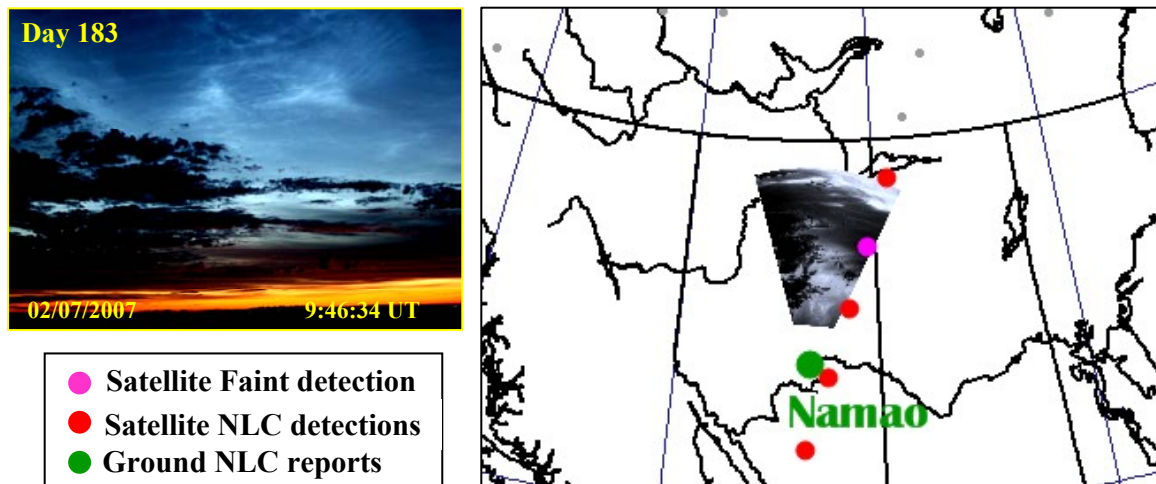 Day 183
02/07/2007 9:46:34 UT
Satellite Faint detection
Satellite NLC detections
Ground NLC reports
Namao